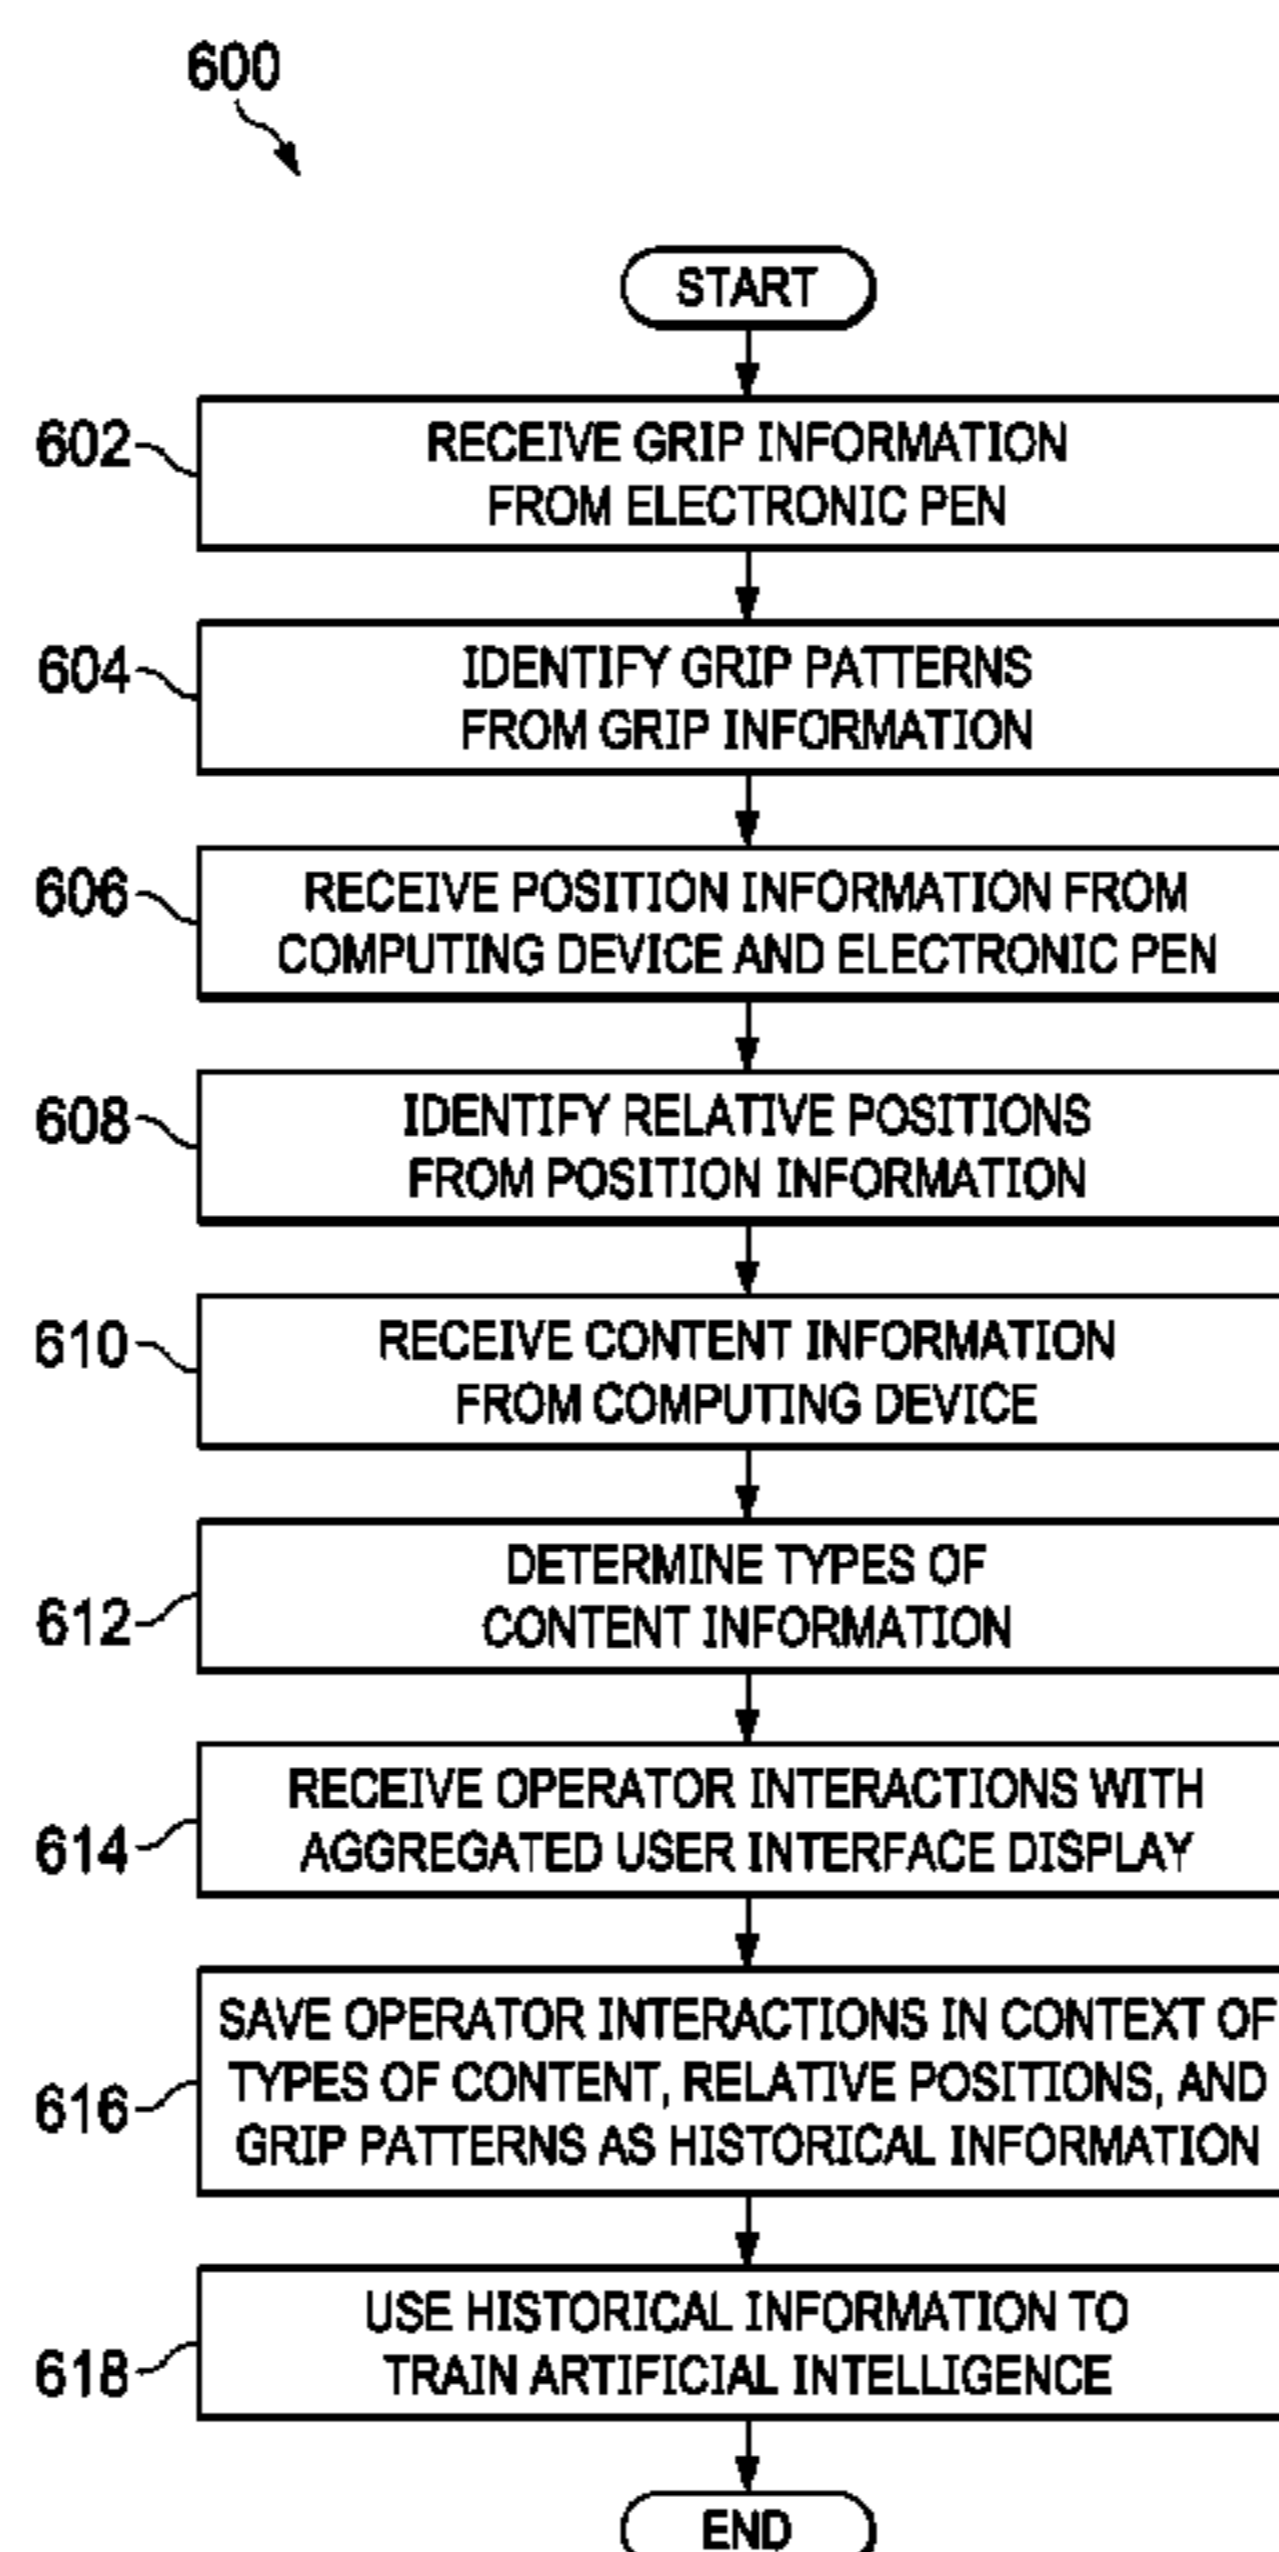 600
START
602
RECEIVE GRIP INFORMATION
FROM ELECTRONIC PEN
604
IDENTIFY GRIP PATTERNS
FROM GRIP INFORMATION
606
RECEIVE POSITION INFORMATION FROM
COMPUTING DEVICE AND ELECTRONIC PEN
608
IDENTIFY RELATIVE POSITIONS
FROM POSITION INFORMATION
610
RECEIVE CONTENT INFORMATION
FROM COMPUTING DEVICE
612
DETERMINE TYPES OF
CONTENT INFORMATION
614
RECEIVE OPERATOR INTERACTIONS WITH
AGGREGATED USER INTERFACE DISPLAY
616
SAVE OPERATOR INTERACTIONS IN CONTEXT OF
TYPES OF CONTENT, RELATIVE POSITIONS, AND
GRIP PATTERNS AS HISTORICAL INFORMATION
618
USE HISTORICAL INFORMATION TO
TRAIN ARTIFICIAL INTELLIGENCE
END